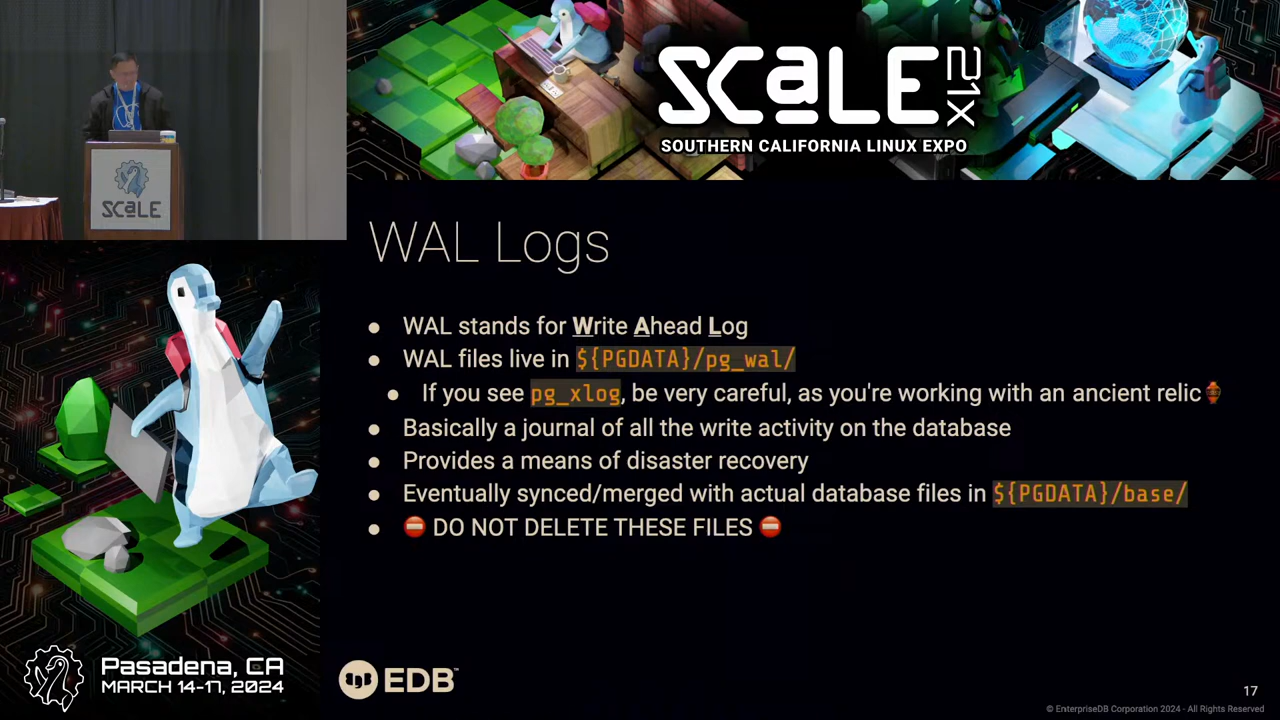 SCaLE 21X
SOUTHERN CALIFORNIA LINUX EXPO
SCaLE
WAL Logs
● WAL stands for Write Ahead Log
● WAL files live in ${PGDATA}/pg_wal/
● If you see pg_xlog, be very careful, as you're working with an ancient relic🏺
● Basically a journal of all the write activity on the database
● Provides a means of disaster recovery
● Eventually synced/merged with actual database files in ${PGDATA}/base/
● ⛔ DO NOT DELETE THESE FILES ⛔
Pasadena, CA
MARCH 14-17, 2024
EDB™
17
© EnterpriseDB Corporation 2024 - All Rights Reserved